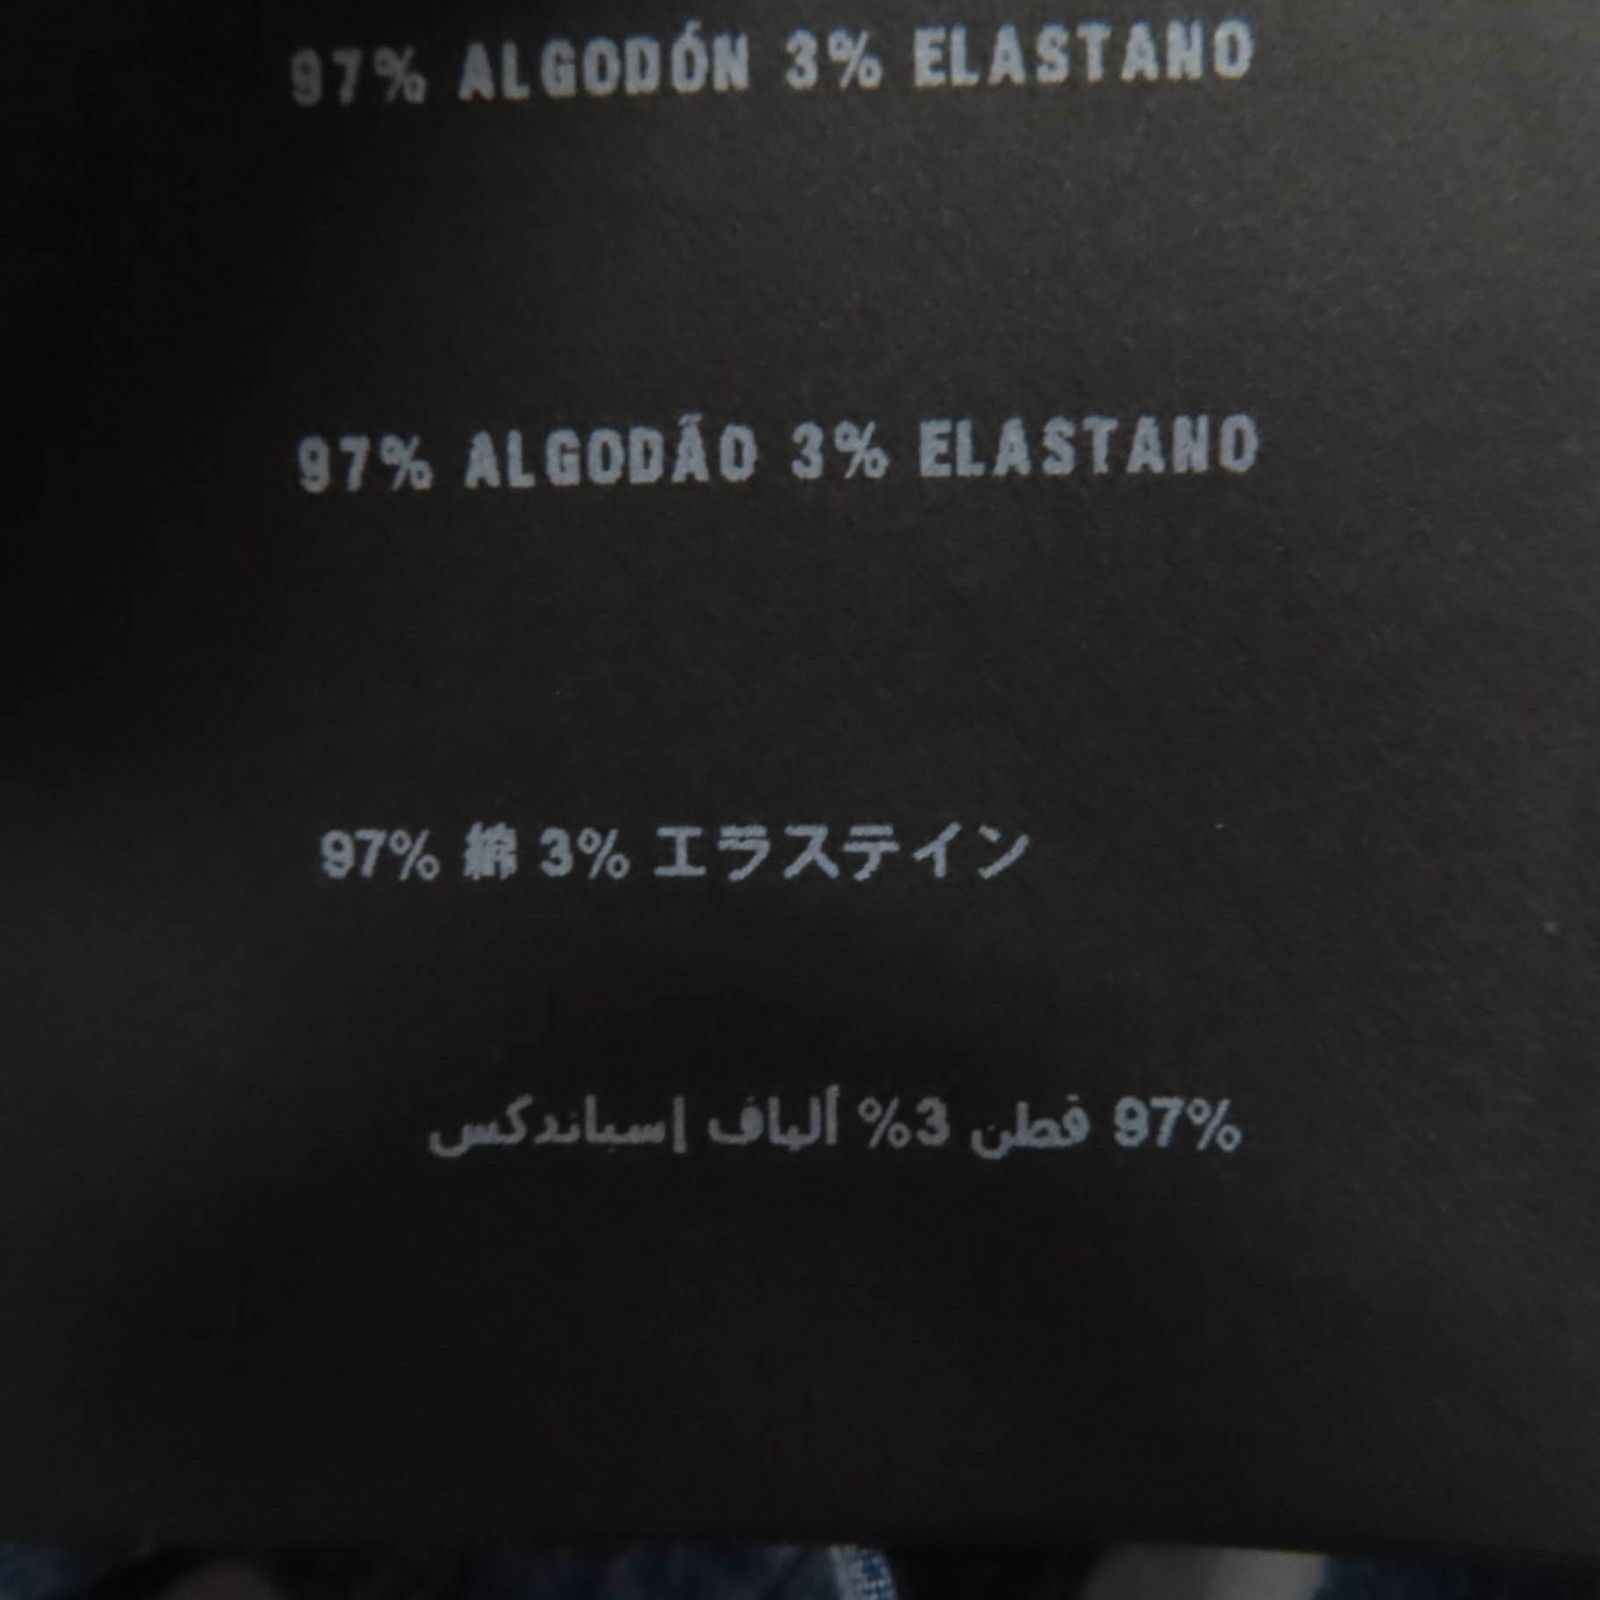 97% ALGODÓN 3% ELASTANO
97% ALGODÃO 3% ELASTANO
97% 綿 3% エラステイン
97% قطن 3% ألياف إسباندكس